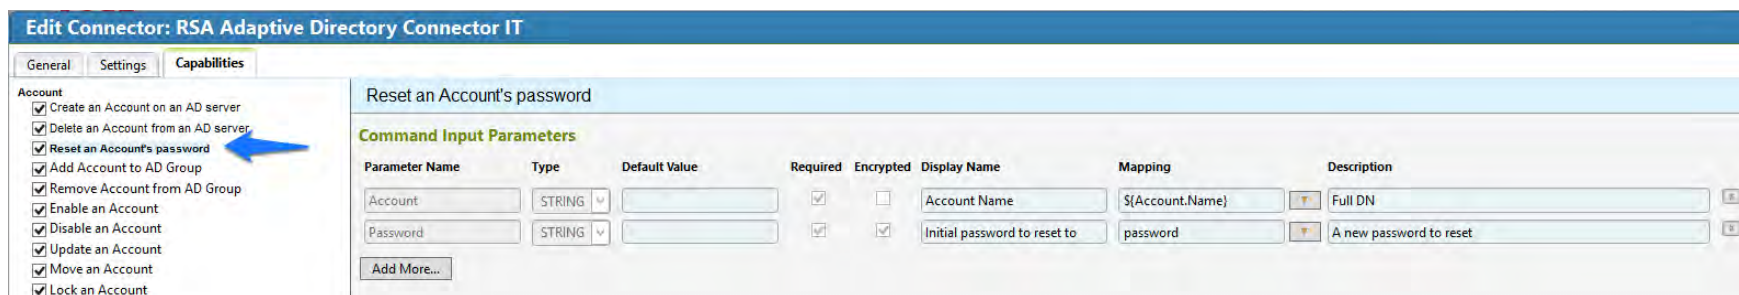 Edit Connector: RSA Adaptive Directory Connector IT
General Settings Capabilities
Account
Create an Account on an AD server
Delete an Account from an AD server
Reset an Account's password
Add Account to AD Group
Remove Account from AD Group
Enable an Account
Disable an Account
Update an Account
Move an Account
Lock an Account
Reset an Account's password
Command Input Parameters
Parameter Name Type Default Value Required Encrypted Display Name Mapping Description
Account STRING Account Name ${Account.Name} Full DN
Password STRING Initial password to reset to password A new password to reset
Add More...